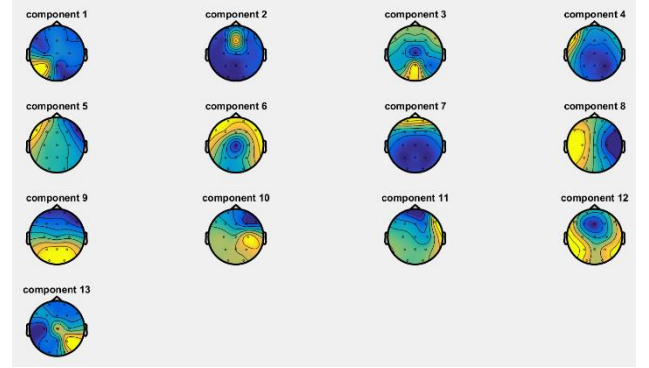 component 1
component 2
component 3
component 4
component 5
component 6
component 7
component 8
component 9
component 10
component 11
component 12
component 13